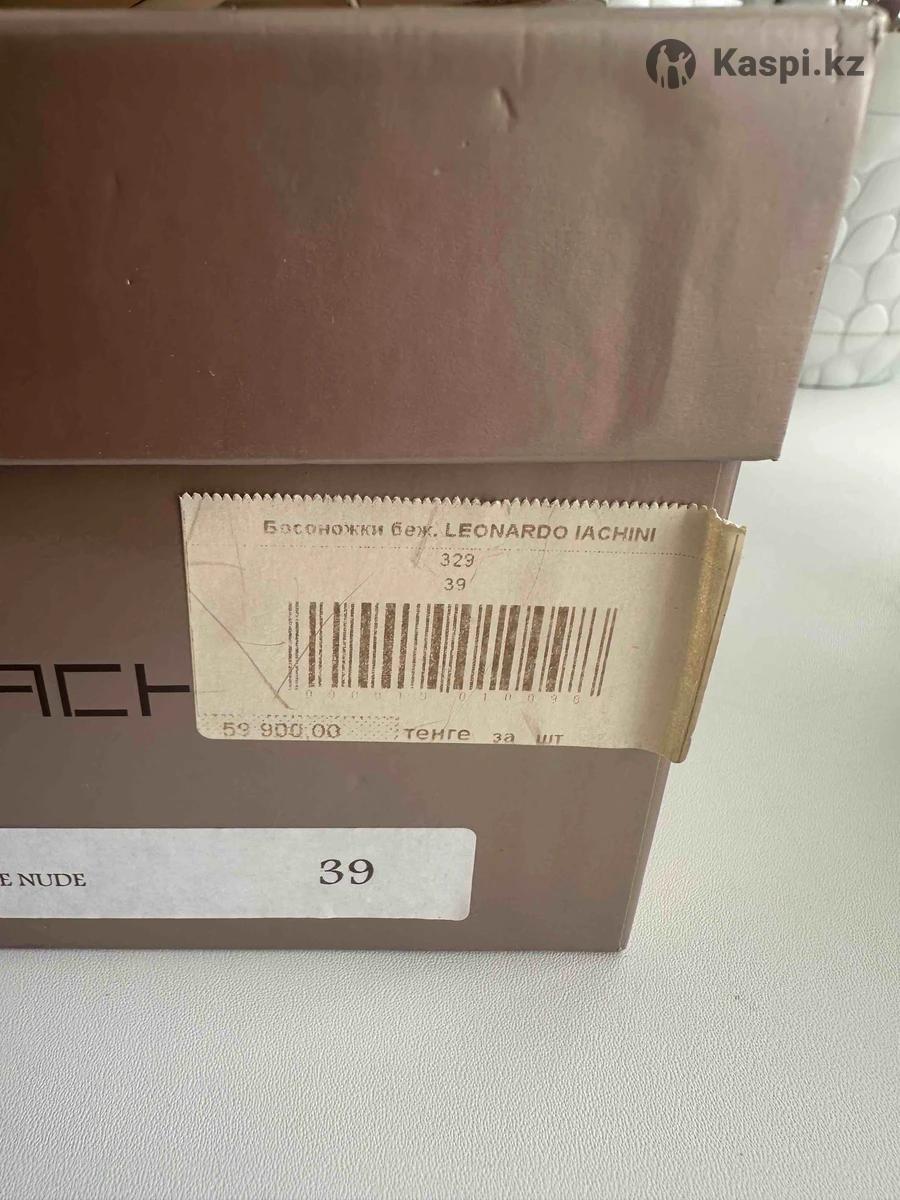 Kaspi.kz
Босоножки беж. LEONARDO IACHINI
329
39
59 900,00 тенге за шт
ACH
E NUDE 39